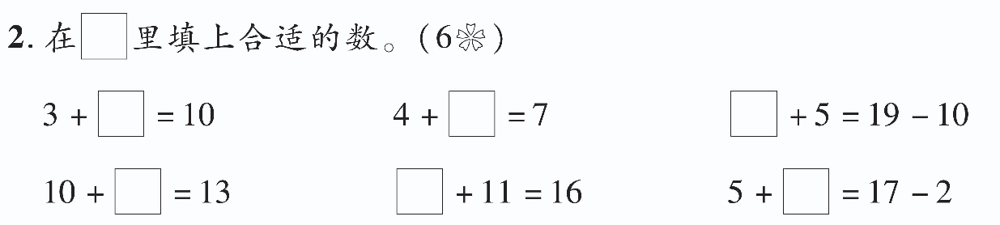 2. 在□里填上合适的数。(6❀)
3 + □ = 10 4 + □ = 7 □ + 5 = 19 − 10
10 + □ = 13 □ + 11 = 16 5 + □ = 17 − 2